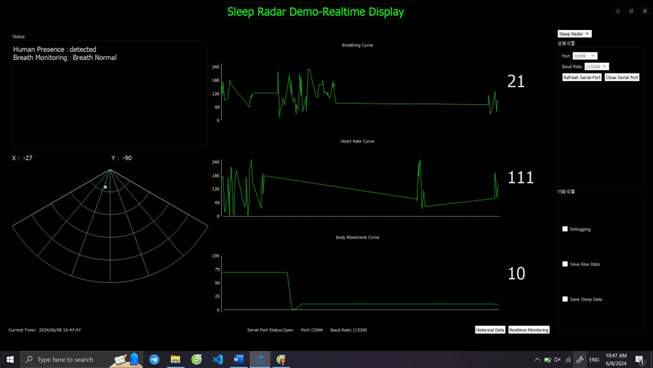 Sleep Radar Demo-Realtime Display
Status
Human Presence : detected
Breath Monitoring : Breath Normal
Breathing Curve
240
180
120
60
0
21
Sleep Radar
连接设置
Port COM4
Baud Rate 115200
Refresh Serial Port Close Serial Port
X : -27 Y : -90
Heart Rate Curve
240
180
120
60
0
111
功能设置
Debugging
Save Raw Data
Save Sleep Data
Body Movement Curve
100
75
50
25
0
10
Current Time: 2024/06/08 10:47:47
Serial Port Status:Open Port:COM4 Baud Rate:115200
Historical Data Realtime Monitoring
Type here to search
ENG
10:47 AM
6/8/2024